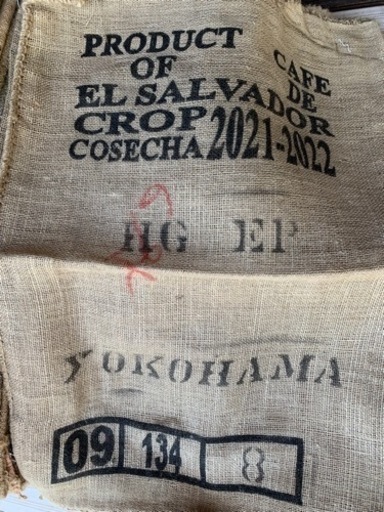 PRODUCT CAFE
OF DE
EL SALVADOR
CROP
COSECHA 2021-2022
HG EP
YOKOHAMA
09 134 8